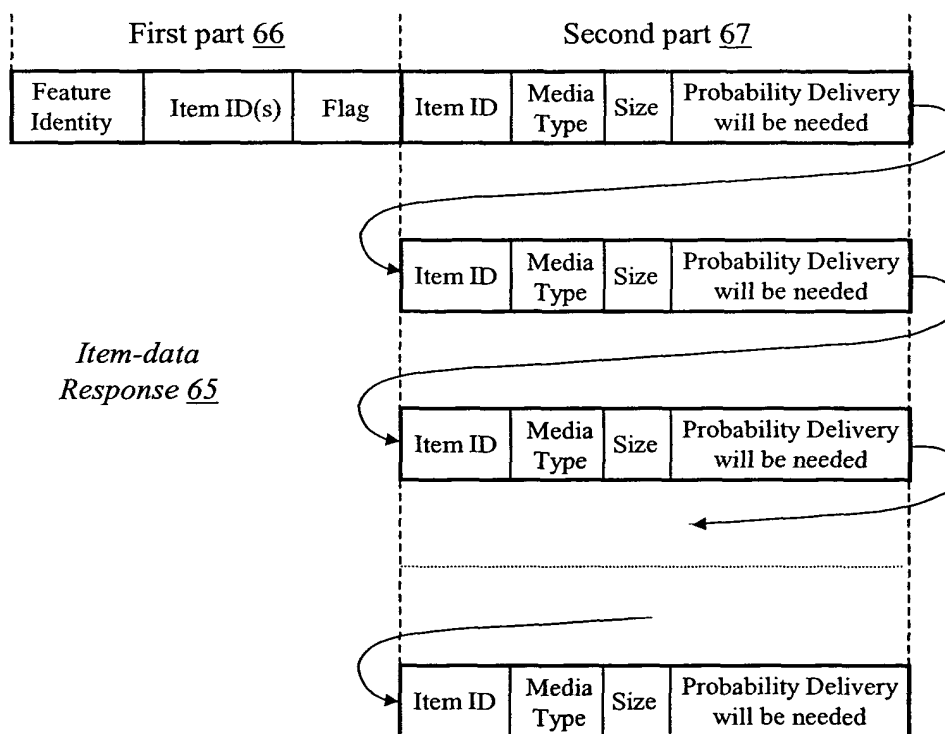 First part 66 Second part 67
Feature Identity Item ID(s) Flag Item ID Media Type Size Probability Delivery will be needed
Item ID Media Type Size Probability Delivery will be needed
Item-data
Response 65
Item ID Media Type Size Probability Delivery will be needed
Item ID Media Type Size Probability Delivery will be needed